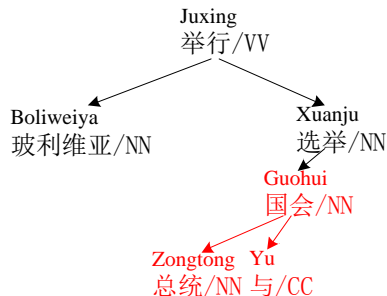 Juxing
举行/VV
Boliweiya
玻利维亚/NN
Xuanju
选举/NN
Guohui
国会/NN
Zongtong Yu
总统/NN 与/CC